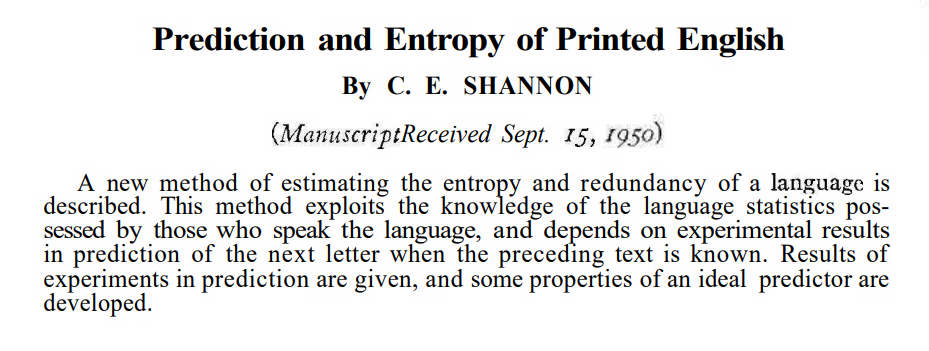 Prediction and Entropy of Printed English
By C. E. SHANNON
(ManuscriptReceived Sept. 15, 1950)
A new method of estimating the entropy and redundancy of a language is
described. This method exploits the knowledge of the language statistics pos-
sessed by those who speak the language, and depends on experimental results
in prediction of the next letter when the preceding text is known. Results of
experiments in prediction are given, and some properties of an ideal predictor are
developed.